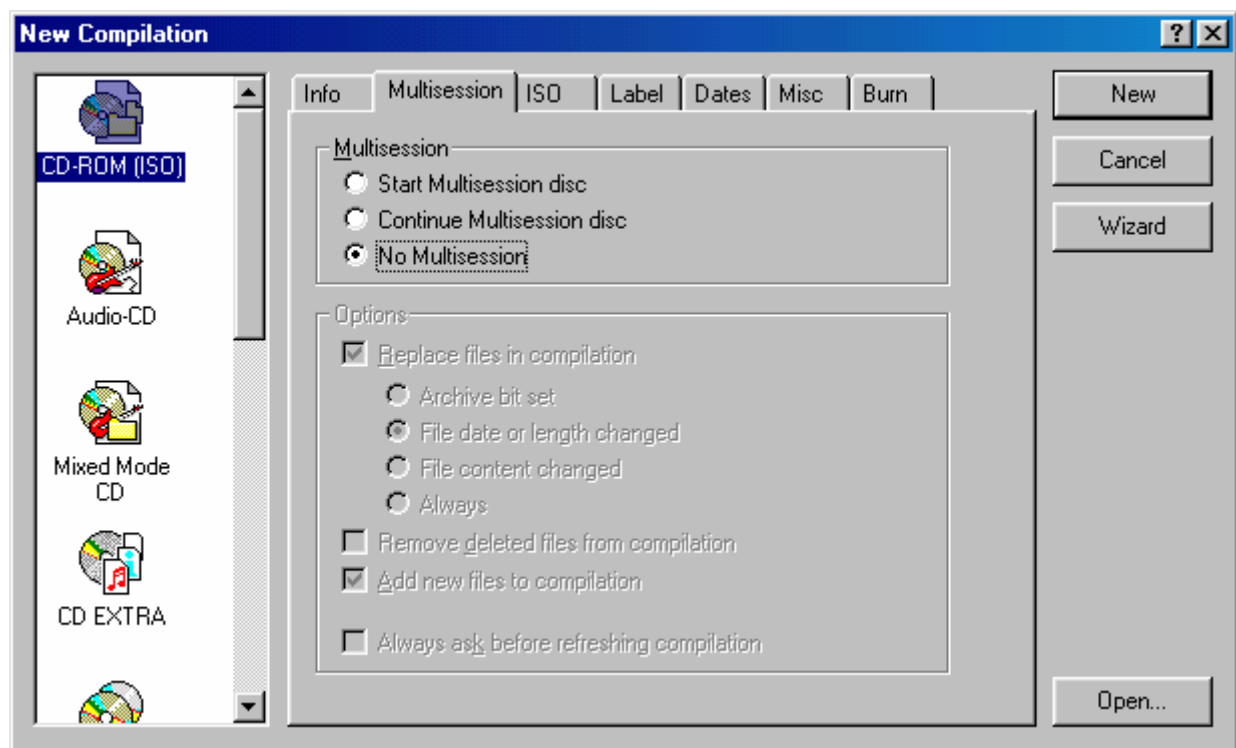 New Compilation
CD-ROM (ISO)
Audio-CD
Mixed Mode
CD
CD EXTRA
Info Multisession ISO Label Dates Misc Burn
Multisession
Start Multisession disc
Continue Multisession disc
No Multisession
Options
Replace files in compilation
Archive bit set
File date or length changed
File content changed
Always
Remove deleted files from compilation
Add new files to compilation
Always ask before refreshing compilation
New
Cancel
Wizard
Open...